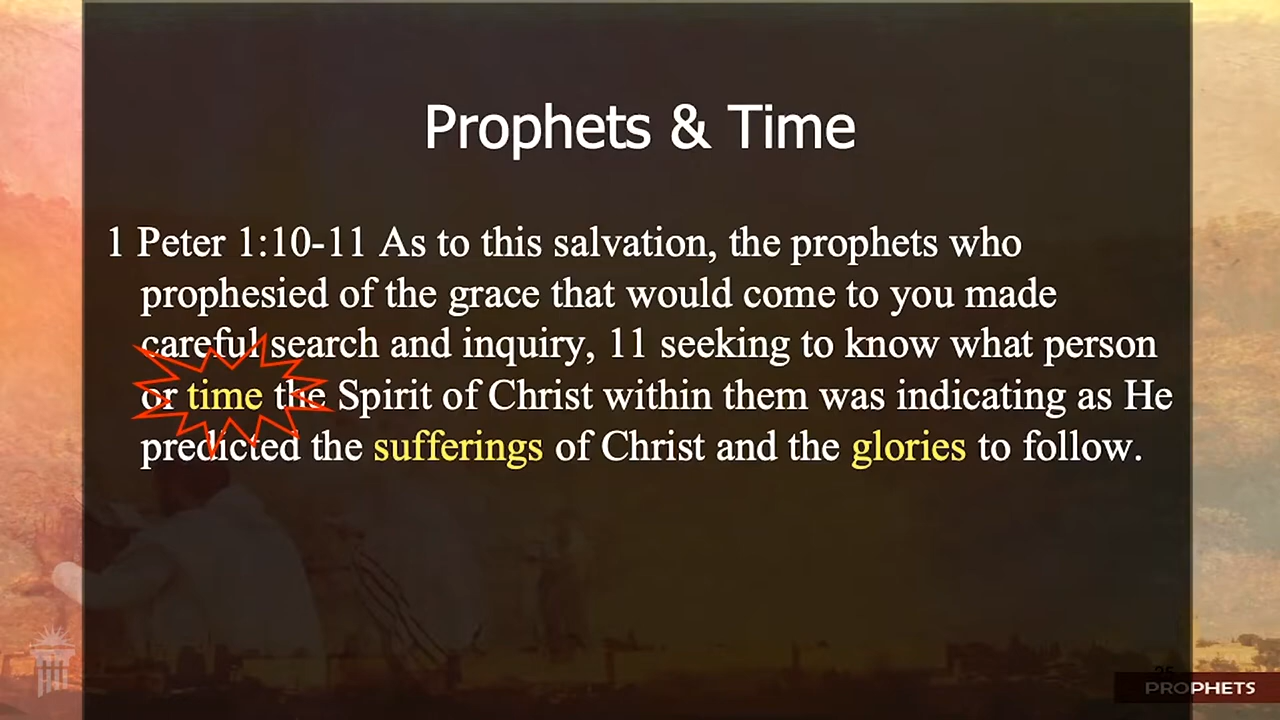 Prophets & Time
1 Peter 1:10-11 As to this salvation, the prophets who
prophesied of the grace that would come to you made
careful search and inquiry, 11 seeking to know what person
or time the Spirit of Christ within them was indicating as He
predicted the sufferings of Christ and the glories to follow.
PROPHETS